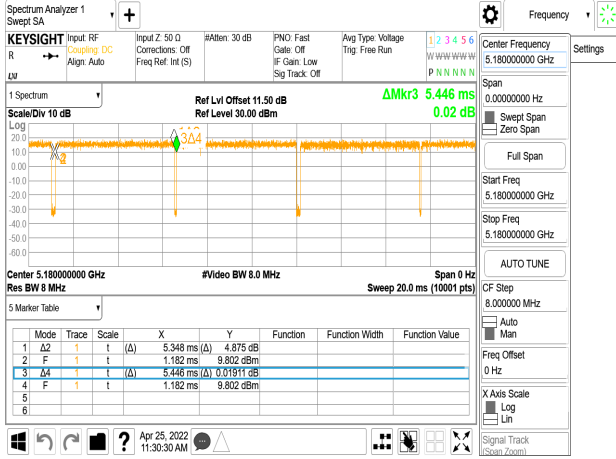 Spectrum Analyzer 1
Swept SA
Frequency
KEYSIGHT
R
Input: RF
Coupling: DC
Align: Auto
Input Z: 50 Ω
Corrections: Off
Freq Ref: Int (S)
#Atten: 30 dB
PNO: Fast
Gate: Off
IF Gain: Low
Sig Track: Off
Avg Type: Voltage
Trig: Free Run
1 2 3 4 5 6
W W W W W W
P N N N N N
1 Spectrum
Scale/Div 10 dB
Ref Lvl Offset 11.50 dB
Ref Level 30.00 dBm
ΔMkr3 5.446 ms
0.02 dB
Log
20.0
10.0
0.00
-10.0
-20.0
-30.0
-40.0
-50.0
-60.0
3Δ4
Center 5.180000000 GHz
Res BW 8 MHz
#Video BW 8.0 MHz
Span 0 Hz
Sweep 20.0 ms (10001 pts)
5 Marker Table
Mode Trace Scale X Y Function Function Width Function Value
1 Δ2 1 t (Δ) 5.348 ms (Δ) 4.875 dB
2 F 1 t 1.182 ms 9.802 dBm
3 Δ4 1 t (Δ) 5.446 ms (Δ) 0.01911 dB
4 F 1 t 1.182 ms 9.802 dBm
5
6
Apr 25, 2022
11:30:30 AM
Center Frequency
5.180000000 GHz
Settings
Span
0.00000000 Hz
Swept Span
Zero Span
Full Span
Start Freq
5.180000000 GHz
Stop Freq
5.180000000 GHz
AUTO TUNE
CF Step
8.000000 MHz
Auto
Man
Freq Offset
0 Hz
X Axis Scale
Log
Lin
Signal Track
(Span Zoom)